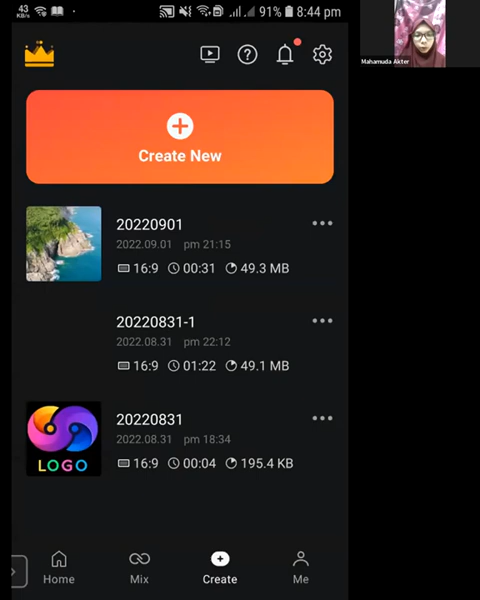 43
KB/s
91%
8:44 pm
Mahamuda Akter
Create New
20220901
2022.09.01 pm 21:15
16:9 00:31 49.3 MB
20220831-1
2022.08.31 pm 22:12
16:9 01:22 49.1 MB
LOGO
20220831
2022.08.31 pm 18:34
16:9 00:04 195.4 KB
Home
Mix
Create
Me